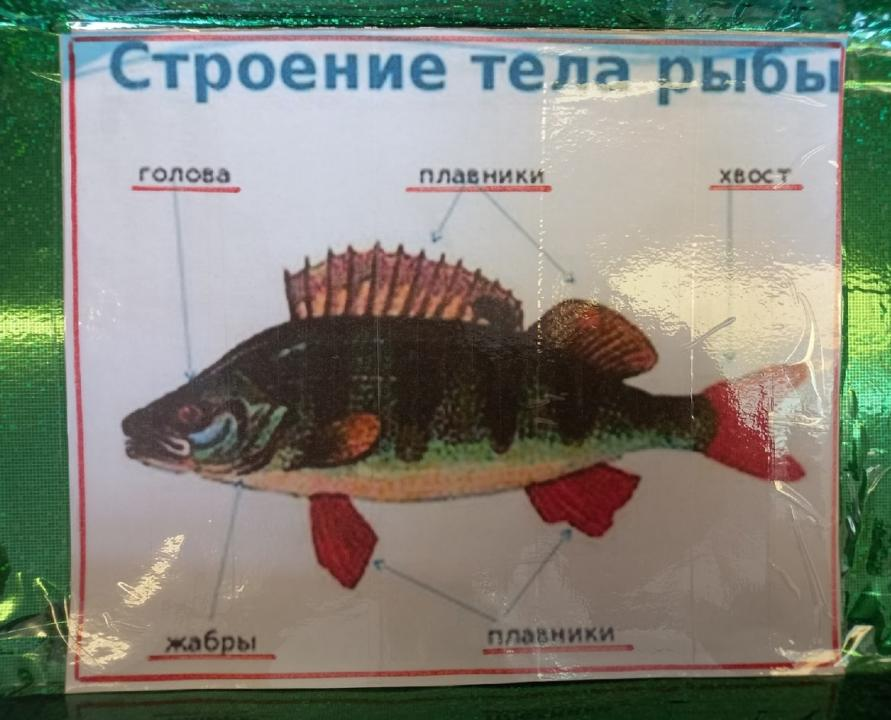 Строение тела рыбы
голова
плавники
хвост
жабры
плавники